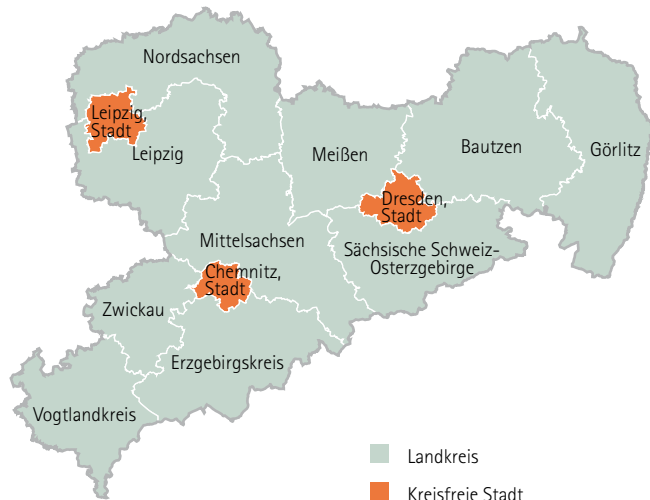 Nordsachsen
Leipzig,
Stadt
Leipzig
Meißen
Bautzen
Görlitz
Dresden,
Stadt
Mittelsachsen
Sächsische Schweiz-
Osterzgebirge
Chemnitz,
Stadt
Zwickau
Erzgebirgskreis
Vogtlandkreis
Landkreis
Kreisfreie Stadt